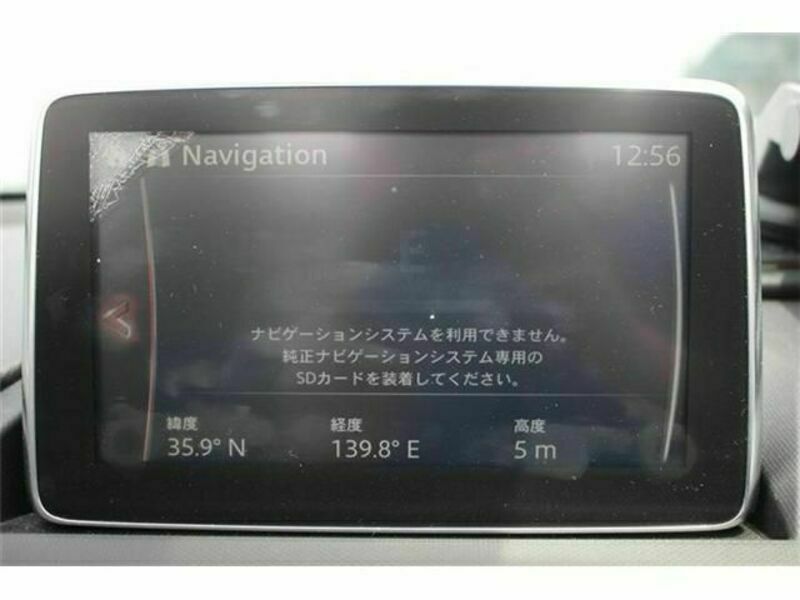 Navigation 12:56
E
ナビゲーションシステムを利用できません。
純正ナビゲーションシステム専用の
SDカードを装着してください。
緯度 経度 高度
35.9° N 139.8° E 5 m